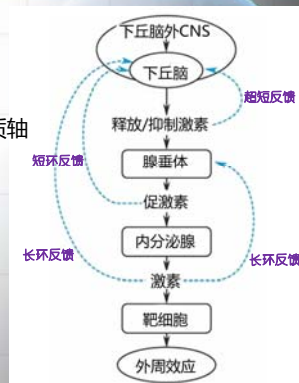 下丘脑外CNS
下丘脑
超短反馈
释放/抑制激素
质轴
短环反馈
腺垂体
促激素
内分泌腺
长环反馈
长环反馈
激素
靶细胞
外周效应